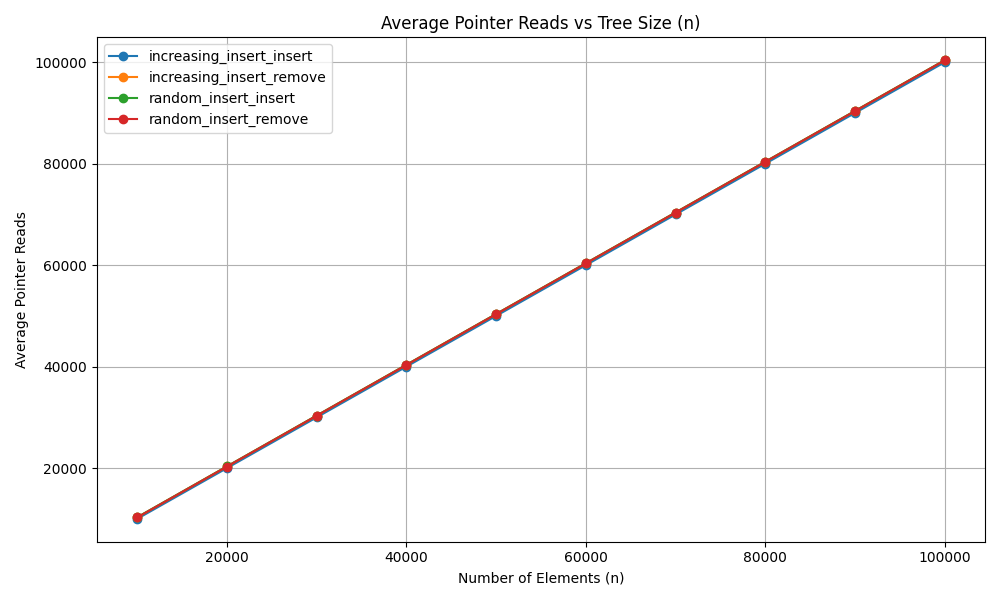 Average Pointer Reads vs Tree Size (n)
increasing_insert_insert
increasing_insert_remove
random_insert_insert
random_insert_remove
Average Pointer Reads
100000
80000
60000
40000
20000
20000 40000 60000 80000 100000
Number of Elements (n)